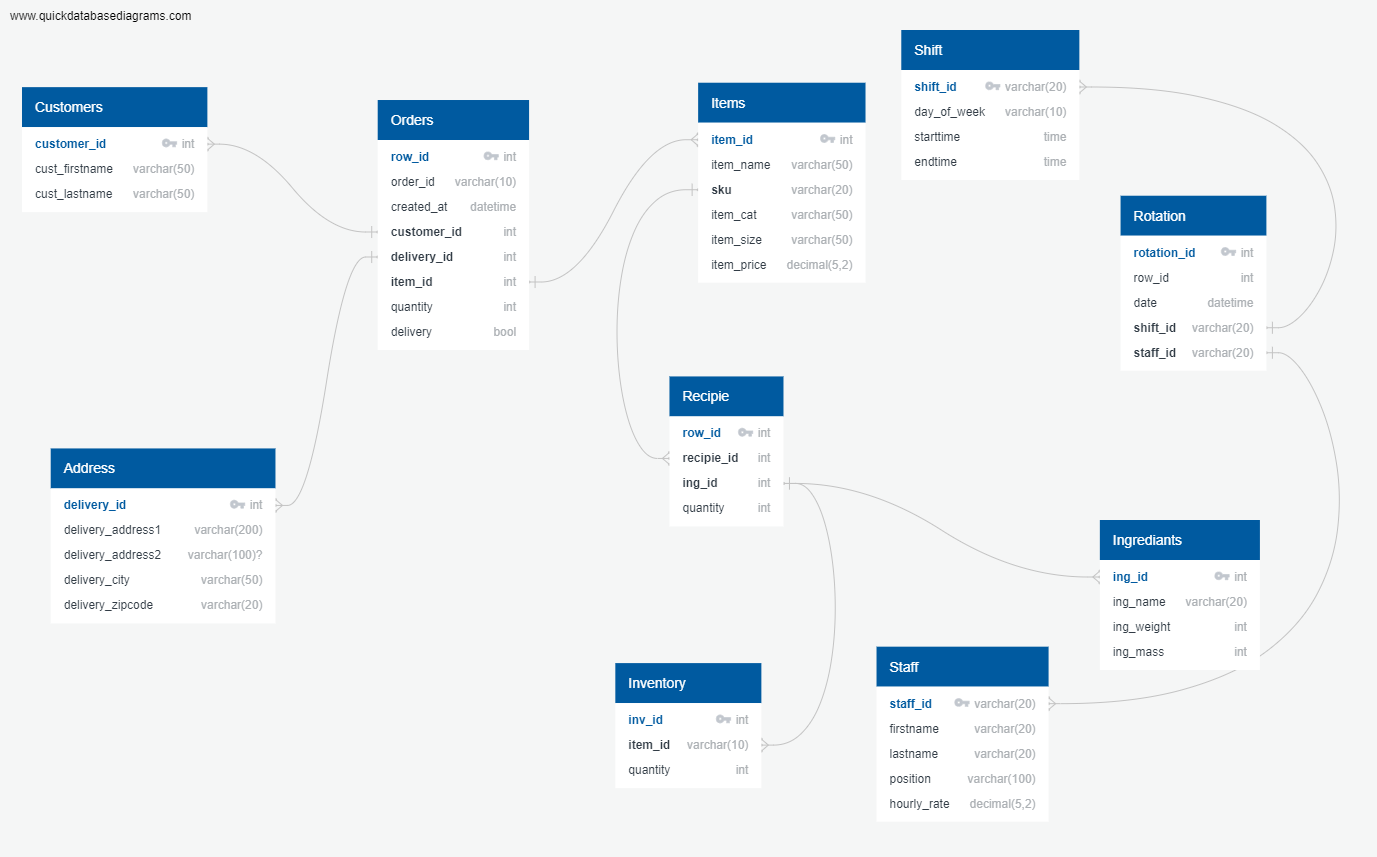 www.quickdatabasediagrams.com
Customers
customer_id int
cust_firstname varchar(50)
cust_lastname varchar(50)
Orders
row_id int
order_id varchar(10)
created_at datetime
customer_id int
delivery_id int
item_id int
quantity int
delivery bool
Items
item_id int
item_name varchar(50)
sku varchar(20)
item_cat varchar(50)
item_size varchar(50)
item_price decimal(5,2)
Shift
shift_id varchar(20)
day_of_week varchar(10)
starttime time
endtime time
Rotation
rotation_id int
row_id int
date datetime
shift_id varchar(20)
staff_id varchar(20)
Address
delivery_id int
delivery_address1 varchar(200)
delivery_address2 varchar(100)?
delivery_city varchar(50)
delivery_zipcode varchar(20)
Recipie
row_id int
recipie_id int
ing_id int
quantity int
Ingrediants
ing_id int
ing_name varchar(20)
ing_weight int
ing_mass int
Inventory
inv_id int
item_id varchar(10)
quantity int
Staff
staff_id varchar(20)
firstname varchar(20)
lastname varchar(20)
position varchar(100)
hourly_rate decimal(5,2)